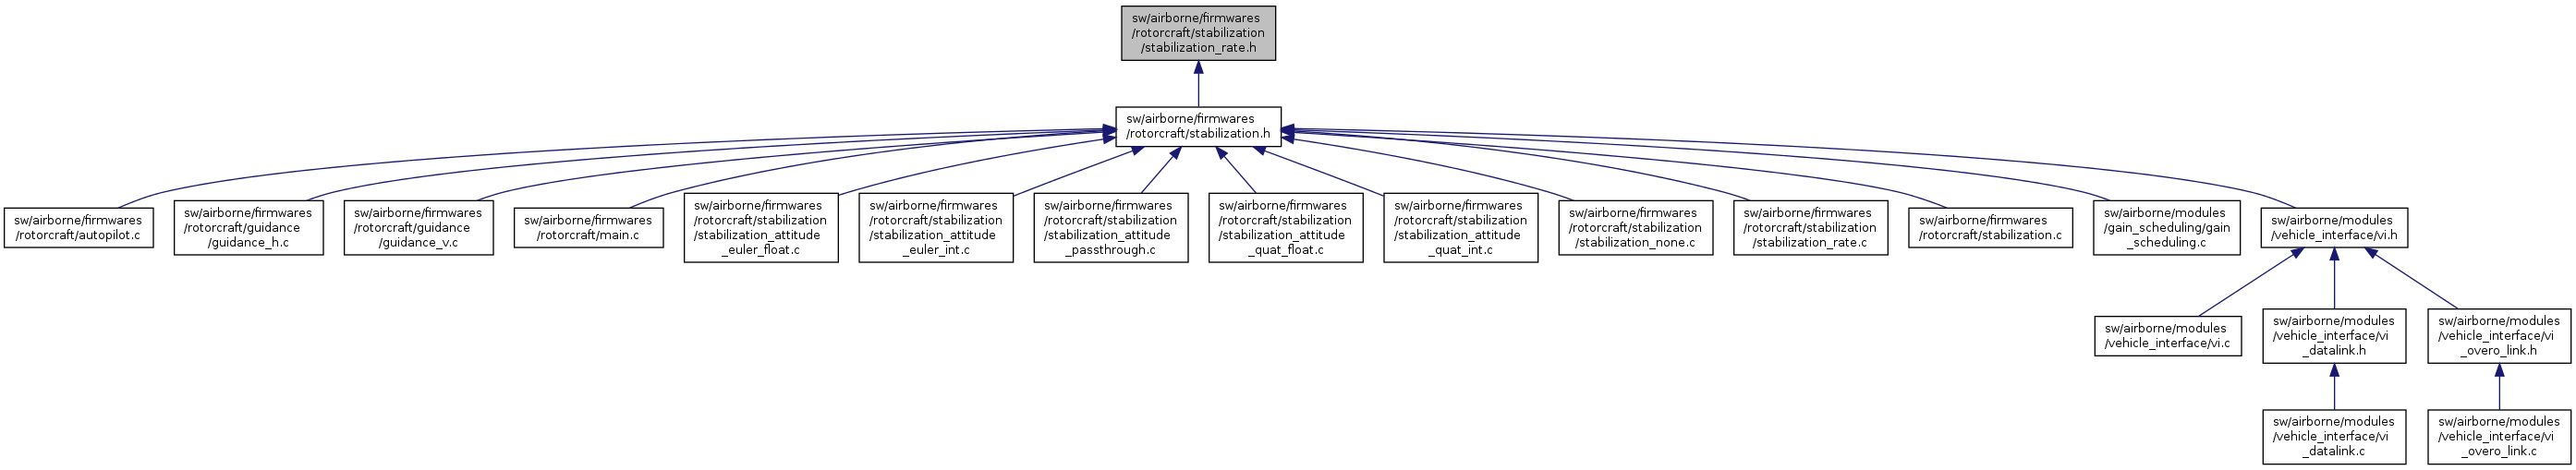 sw/airborne/firmwares
/rotorcraft/stabilization
/stabilization_rate.h
sw/airborne/firmwares
/rotorcraft/stabilization.h
sw/airborne/firmwares
/rotorcraft/autopilot.c
sw/airborne/firmwares
/rotorcraft/guidance
/guidance_h.c
sw/airborne/firmwares
/rotorcraft/guidance
/guidance_v.c
sw/airborne/firmwares
/rotorcraft/main.c
sw/airborne/firmwares
/rotorcraft/stabilization
/stabilization_attitude
_euler_float.c
sw/airborne/firmwares
/rotorcraft/stabilization
/stabilization_attitude
_euler_int.c
sw/airborne/firmwares
/rotorcraft/stabilization
/stabilization_attitude
_passthrough.c
sw/airborne/firmwares
/rotorcraft/stabilization
/stabilization_attitude
_quat_float.c
sw/airborne/firmwares
/rotorcraft/stabilization
/stabilization_attitude
_quat_int.c
sw/airborne/firmwares
/rotorcraft/stabilization
/stabilization_none.c
sw/airborne/firmwares
/rotorcraft/stabilization
/stabilization_rate.c
sw/airborne/firmwares
/rotorcraft/stabilization.c
sw/airborne/modules
/gain_scheduling/gain
_scheduling.c
sw/airborne/modules
/vehicle_interface/vi.h
sw/airborne/modules
/vehicle_interface/vi.c
sw/airborne/modules
/vehicle_interface/vi
_datalink.h
sw/airborne/modules
/vehicle_interface/vi
_overo_link.h
sw/airborne/modules
/vehicle_interface/vi
_datalink.c
sw/airborne/modules
/vehicle_interface/vi
_overo_link.c